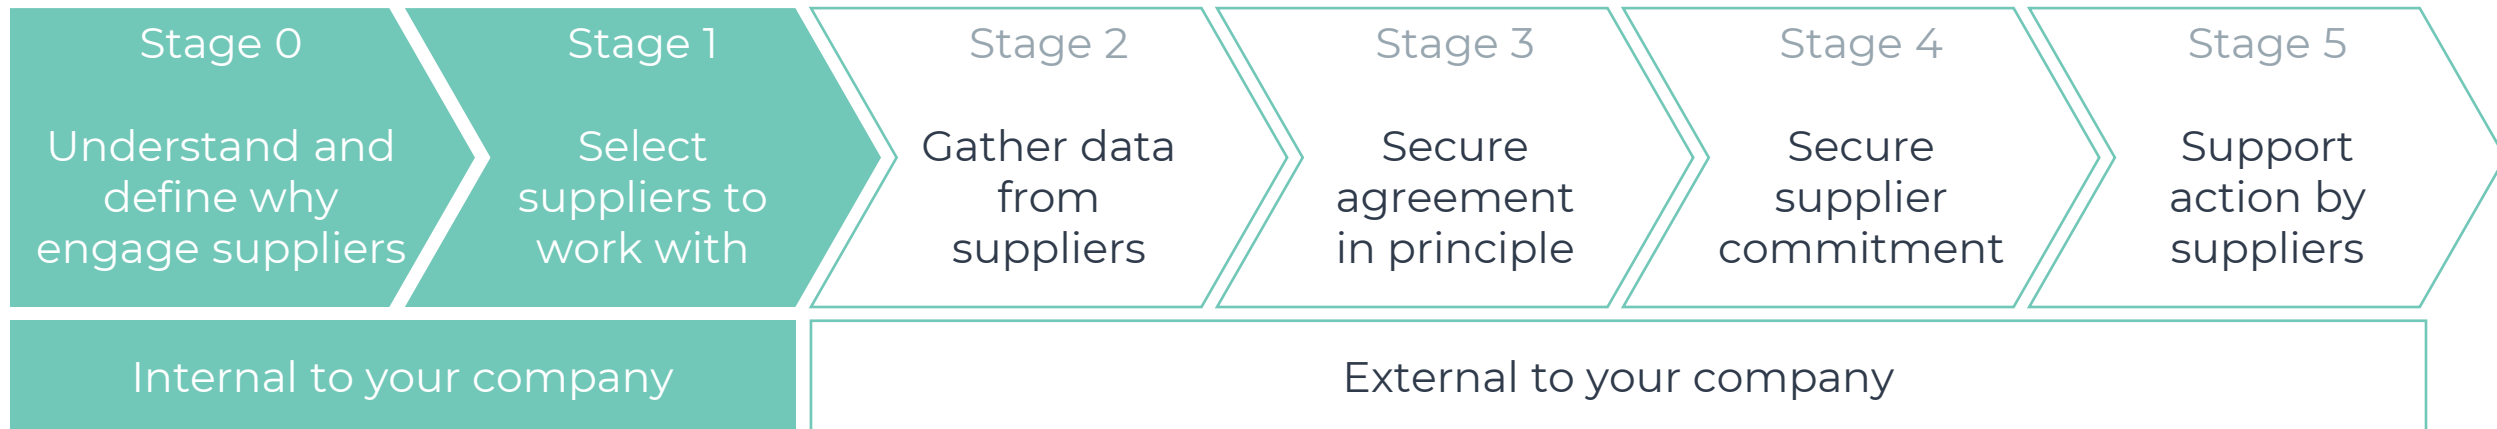 Stage 0
Understand and
define why
engage suppliers
Stage 1
Select
suppliers to
work with
Stage 2
Gather data
from
suppliers
Stage 3
Secure
agreement
in principle
Stage 4
Secure
supplier
commitment
Stage 5
Support
action by
suppliers
Internal to your company
External to your company